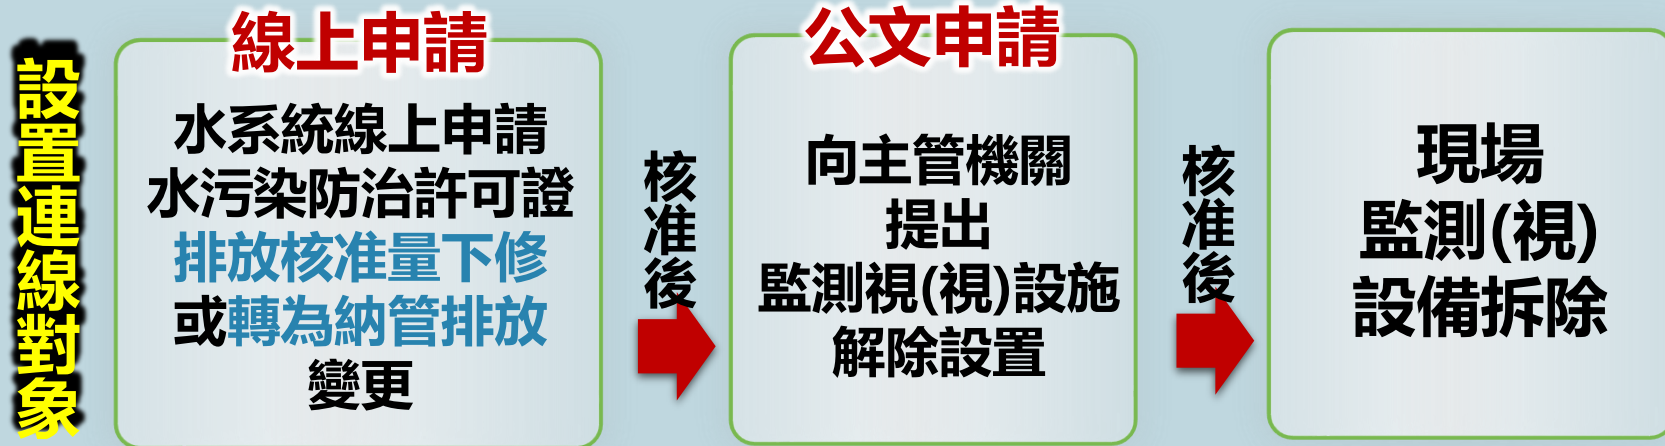 設置連線對象
線上申請
水系統線上申請
水污染防治許可證
排放核准量下修
或轉為納管排放
變更
核准後
公文申請
向主管機關
提出
監測視(視)設施
解除設置
核准後
現場
監測(視)
設備拆除